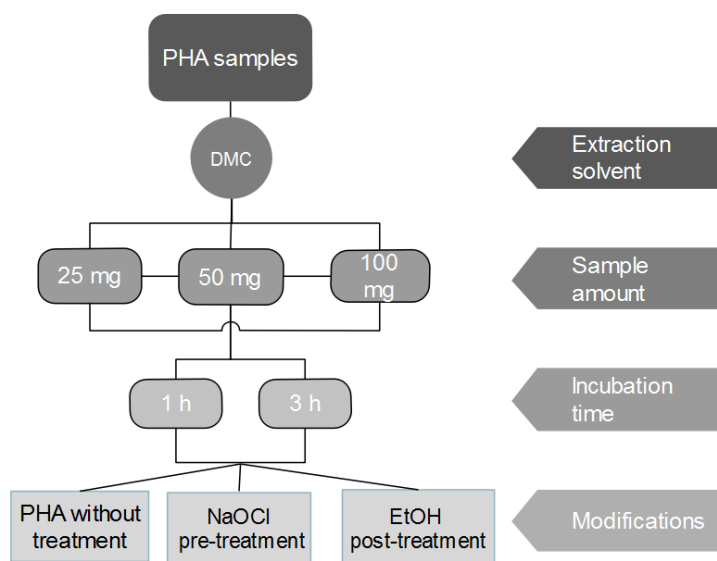 PHA samples
DMC
Extraction
solvent
25 mg
50 mg
100
mg
Sample
amount
1 h
3 h
Incubation
time
PHA without
treatment
NaOCl
pre-treatment
EtOH
post-treatment
Modifications